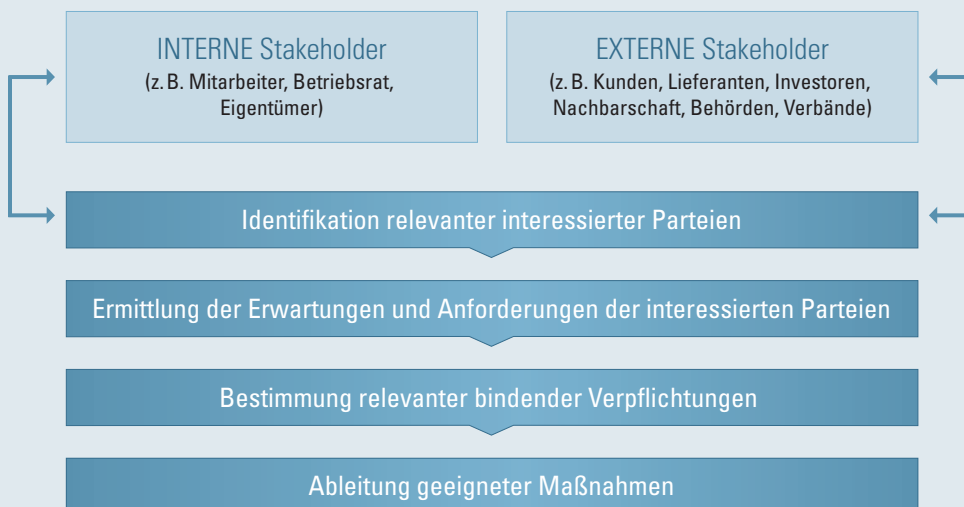 INTERNE Stakeholder
(z. B. Mitarbeiter, Betriebsrat,
Eigentümer)
EXTERNE Stakeholder
(z. B. Kunden, Lieferanten, Investoren,
Nachbarschaft, Behörden, Verbände)
Identifikation relevanter interessierter Parteien
Ermittlung der Erwartungen und Anforderungen der interessierten Parteien
Bestimmung relevanter bindender Verpflichtungen
Ableitung geeigneter Maßnahmen